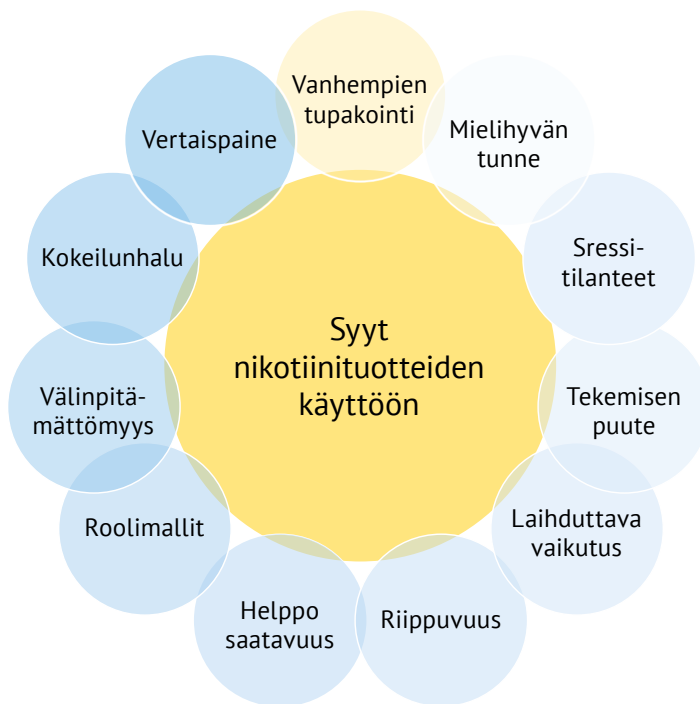 Vanhempien
tupakointi
Mielihyvän
tunne
Sressi-
tilanteet
Tekemisen
puute
Laihduttava
vaikutus
Riippuvuus
Helppo
saatavuus
Roolimallit
Välinpitä-
mättömyys
Kokeilunhalu
Vertaispaine
Syyt
nikotiinituotteiden
käyttöön